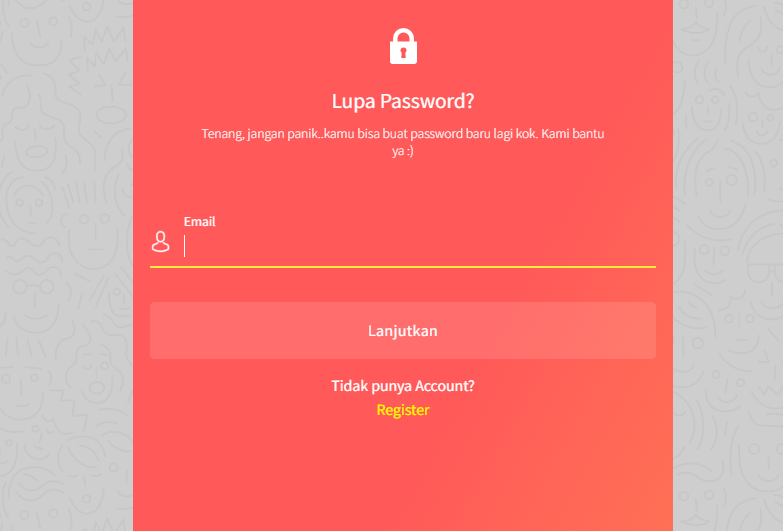 Lupa Password?
Tenang, jangan panik..kamu bisa buat password baru lagi kok. Kami bantu
ya :)
Email
Lanjutkan
Tidak punya Account?
Register